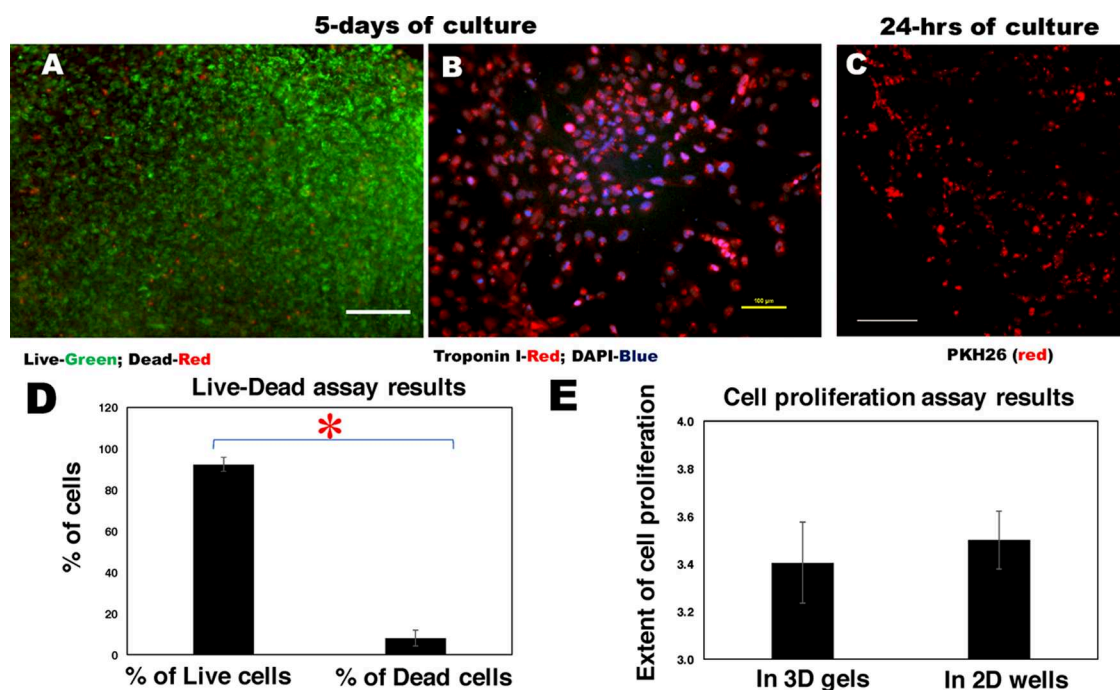 5-days of culture
24-hrs of culture
A
B
C
100 µm
Live-Green; Dead-Red
Troponin I-Red; DAPI-Blue
PKH26 (red)
D
Live-Dead assay results
*
120
100
80
60
40
20
0
% of cells
% of Live cells
% of Dead cells
E
Cell proliferation assay results
4.0
3.8
3.6
3.4
3.2
3.0
Extent of cell proliferation
In 3D gels
In 2D wells